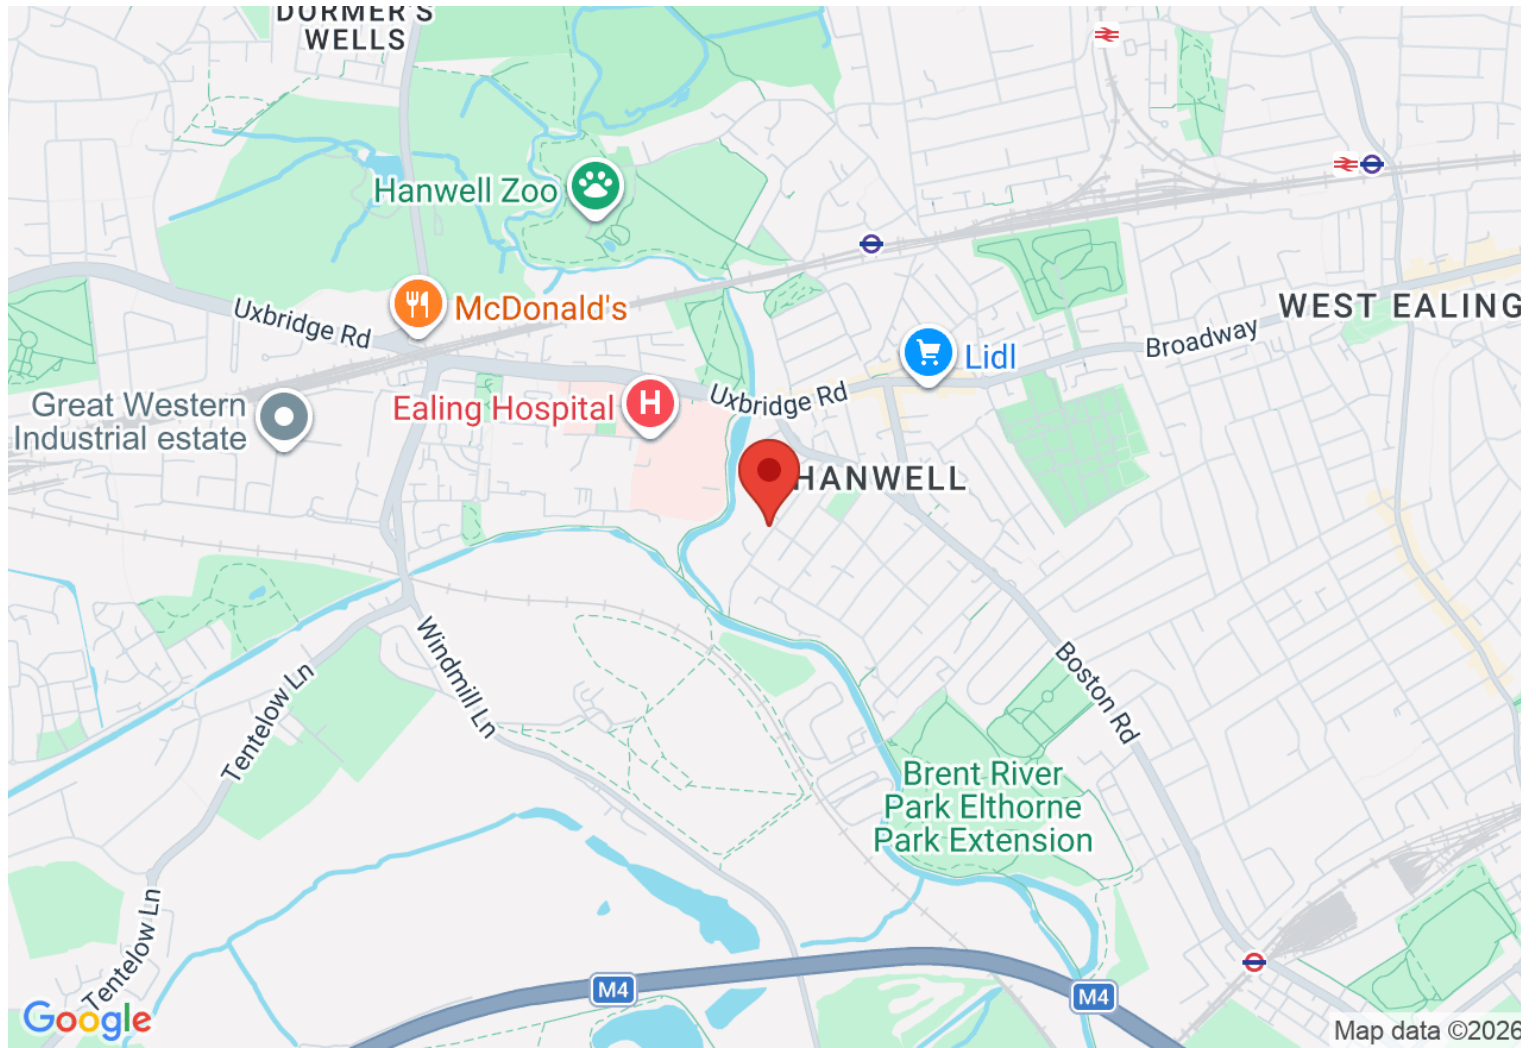 DORMER'S
WELLS
Hanwell Zoo
Uxbridge Rd
McDonald's
WEST EALING
Broadway
Lidl
Great Western
Industrial estate
Ealing Hospital
H
Uxbridge Rd
HANWELL
Windmill Ln
Boston Rd
Tentelow Ln
Brent River
Park Elthorne
Park Extension
Tentelow Ln
M4
M4
Google
Map data ©2026